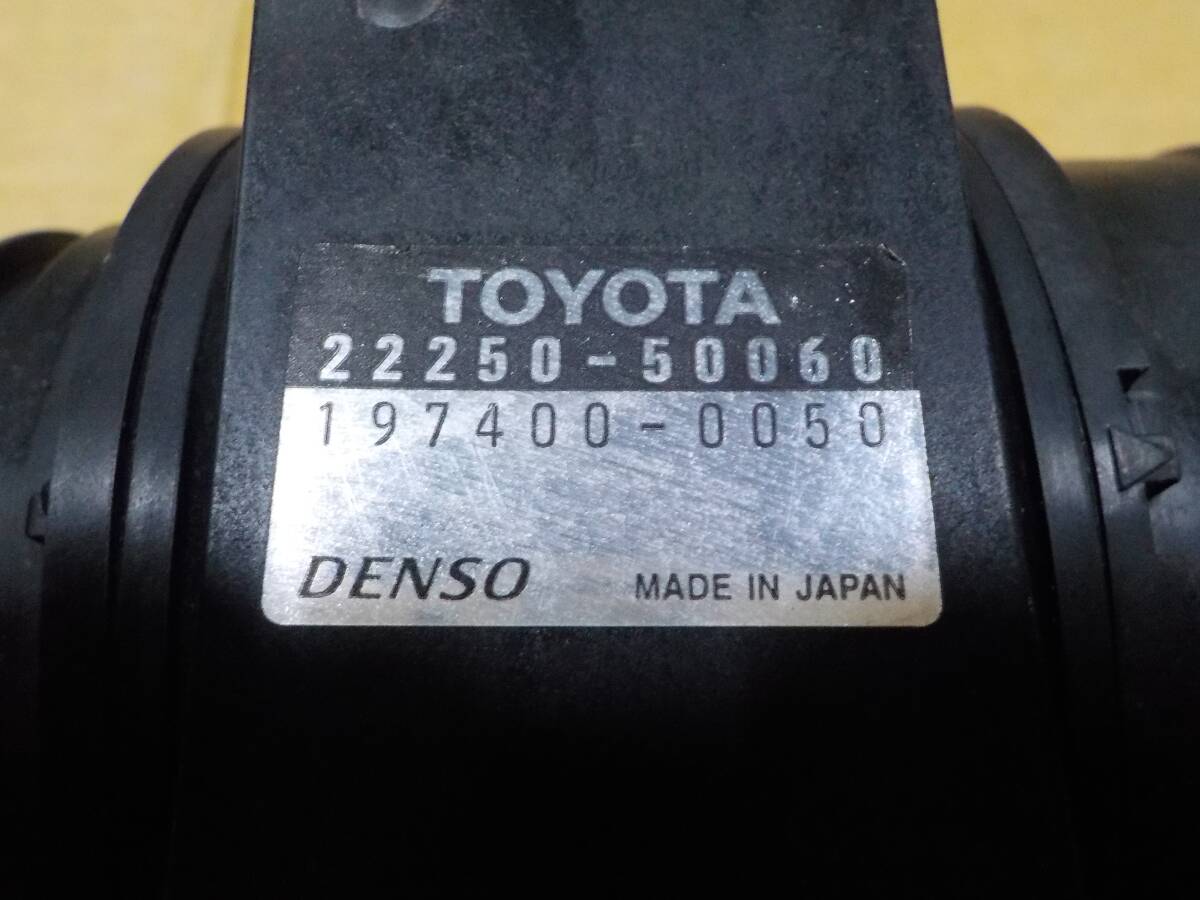 TOYOTA
22250-50060
197400-0050
DENSO MADE IN JAPAN